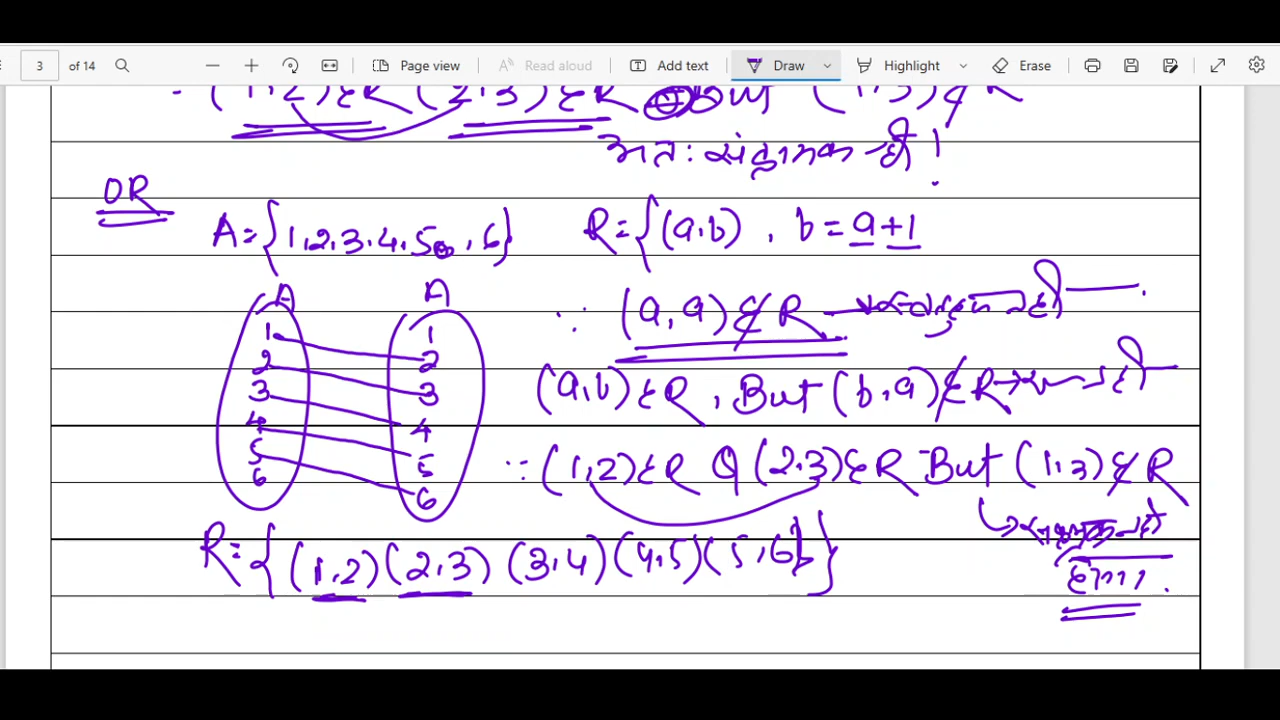 3 of 14 Page view Read aloud Add text Draw Highlight Erase
(1,2) ∈ R (2,3) ∈ R But (1,3) ∉ R
अतः संक्रामक नहीं!
OR
A = {1,2,3,4,5,6} R = {(a,b), b = a+1
A A
∵ (a,a) ∉ R → स्वतुल्य नहीं
1 1
2 2
3 3
(a,b) ∈ R, But (b,a) ∉ R →
4 4
5 5
∵ (1,2) ∈ R (2,3) ∈ R But (1,3) ∉ R
6 6
R = {(1,2) (2,3) (3,4) (4,5) (5,6)}
होगा.